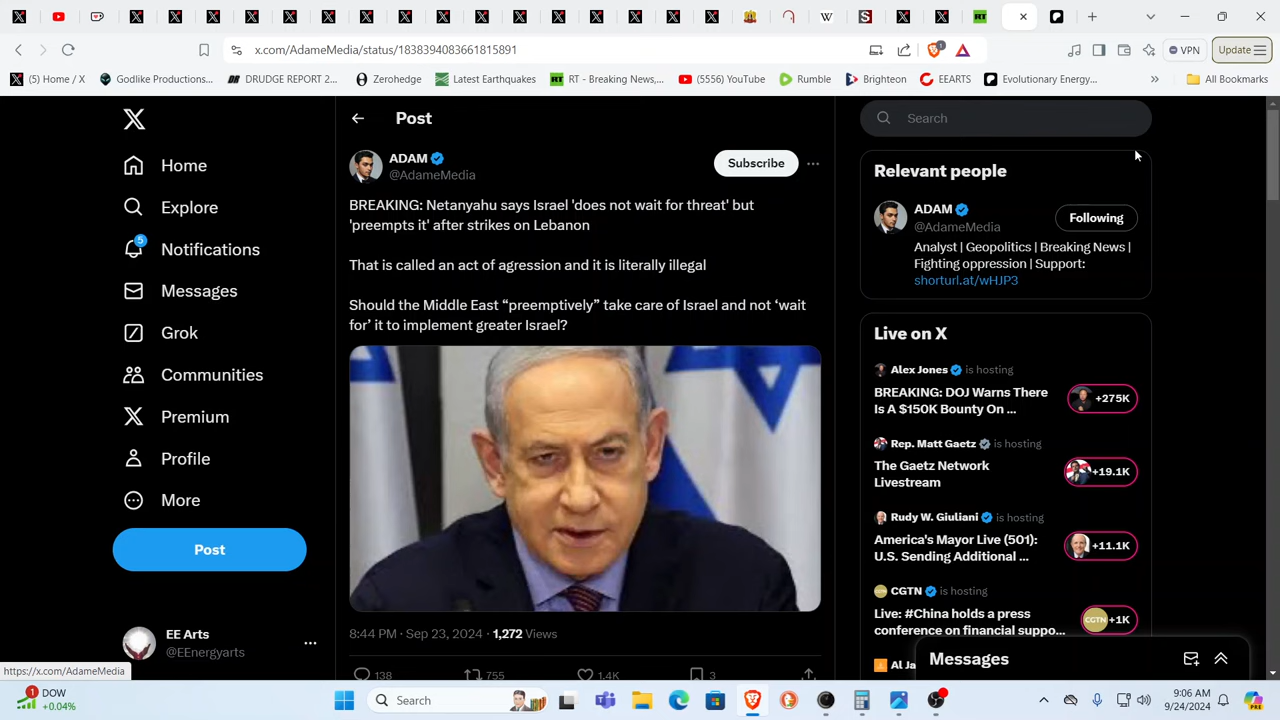 x.com/AdameMedia/status/1838394083661815891
1
VPN
Update
(5) Home / X
Godlike Productions...
DRUDGE REPORT 2...
Zerohedge
Latest Earthquakes
RT - Breaking News,...
(5556) YouTube
Rumble
Brighteon
EEARTS
Evolutionary Energy...
»
All Bookmarks
Home
Explore
5
Notifications
Messages
Grok
Communities
Premium
Profile
More
Post
EE Arts
@EEnergyarts
https://x.com/AdameMedia
Post
ADAM
@AdameMedia
Subscribe
BREAKING: Netanyahu says Israel 'does not wait for threat' but
'preempts it' after strikes on Lebanon
That is called an act of agression and it is literally illegal
Should the Middle East “preemptively” take care of Israel and not ‘wait
for’ it to implement greater Israel?
8:44 PM · Sep 23, 2024 · 1,272 Views
138
755
1.4K
3
Search
Relevant people
ADAM
@AdameMedia
Following
Analyst | Geopolitics | Breaking News |
Fighting oppression | Support:
shorturl.at/wHJP3
Live on X
Alex Jones is hosting
BREAKING: DOJ Warns There
Is A $150K Bounty On ...
+275K
Rep. Matt Gaetz is hosting
The Gaetz Network
Livestream
+19.1K
Rudy W. Giuliani is hosting
America's Mayor Live (501):
U.S. Sending Additional ...
+11.1K
CGTN is hosting
Live: #China holds a press
conference on financial suppo...
+1K
Al Ja
Messages
1
DOW
+0.04%
Search
9:06 AM
9/24/2024